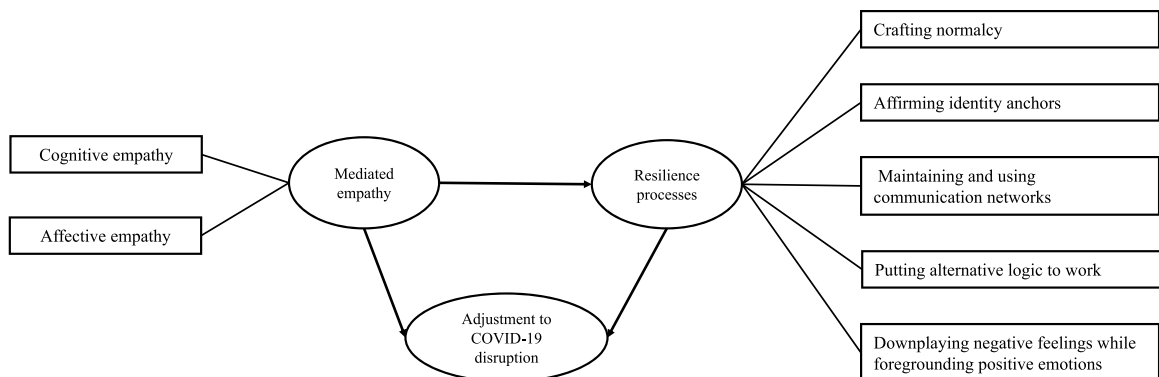 Cognitive empathy
Affective empathy
Mediated
empathy
Resilience
processes
Adjustment to
COVID-19
disruption
Crafting normalcy
Affirming identity anchors
Maintaining and using
communication networks
Putting alternative logic to work
Downplaying negative feelings while
foregrounding positive emotions